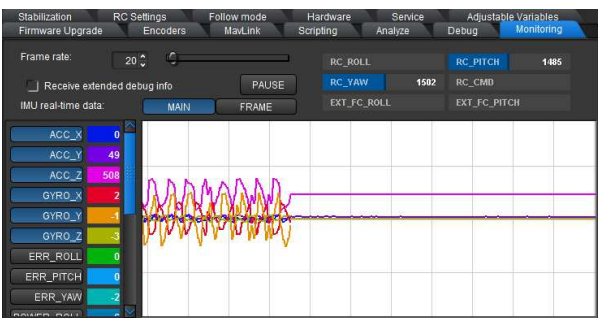 Stabilization RC Settings Follow mode Hardware Service Adjustable Variables
Firmware Upgrade Encoders MavLink Scripting Analyze Debug Monitoring
Frame rate: 20
RC_ROLL RC_PITCH 1485
Receive extended debug info PAUSE
RC_YAW 1502 RC_CMD
IMU real-time data: MAIN FRAME
EXT_FC_ROLL EXT_FC_PITCH
ACC_X 0
ACC_Y 49
ACC_Z 508
GYRO_X 2
GYRO_Y -1
GYRO_Z -3
ERR_ROLL 0
ERR_PITCH 0
ERR_YAW -2